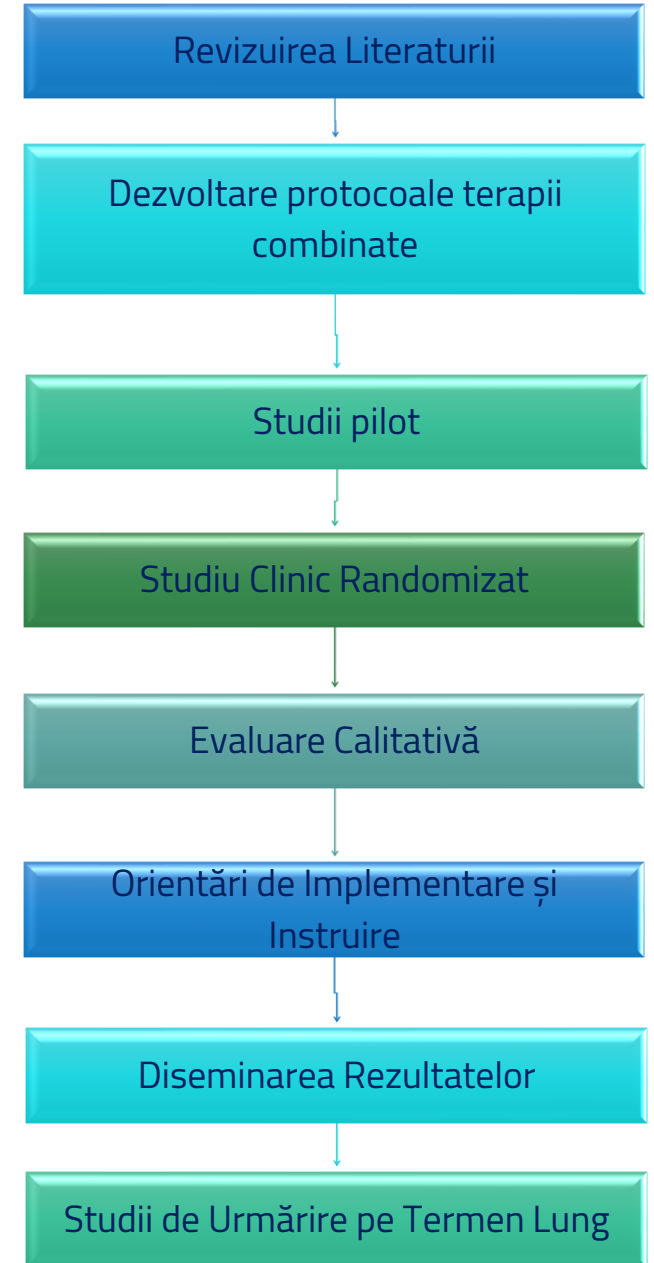 Revizuirea Literaturii
Dezvoltare protocoale terapii
combinate
Studii pilot
Studiu Clinic Randomizat
Evaluare Calitativă
Orientări de Implementare și
Instruire
Diseminarea Rezultatelor
Studii de Urmărire pe Termen Lung